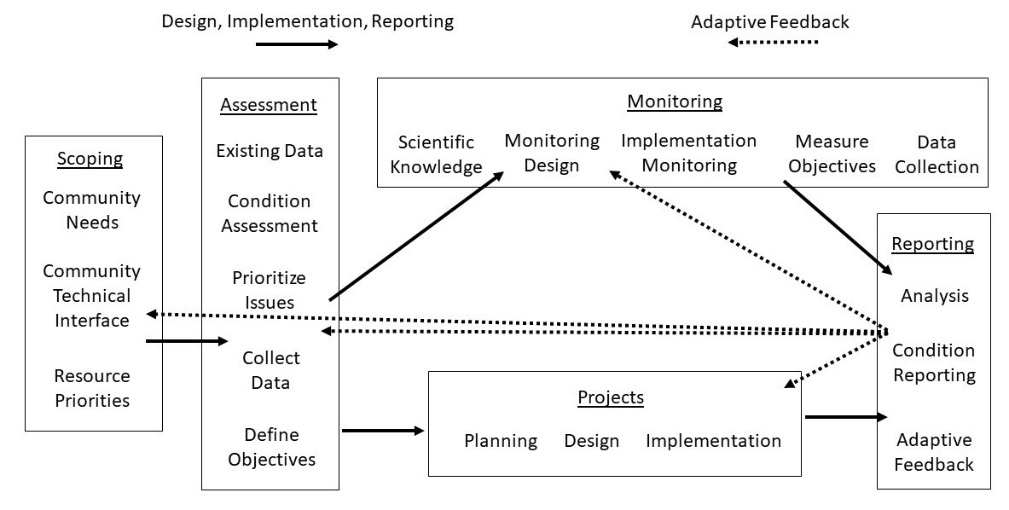 Design, Implementation, Reporting
Adaptive Feedback
Scoping
Community
Needs
Community
Technical
Interface
Resource
Priorities
Assessment
Existing Data
Condition
Assessment
Prioritize
Issues
Collect
Data
Define
Objectives
Monitoring
Scientific
Knowledge
Monitoring
Design
Implementation
Monitoring
Measure
Objectives
Data
Collection
Projects
Planning
Design
Implementation
Reporting
Analysis
Condition
Reporting
Adaptive
Feedback